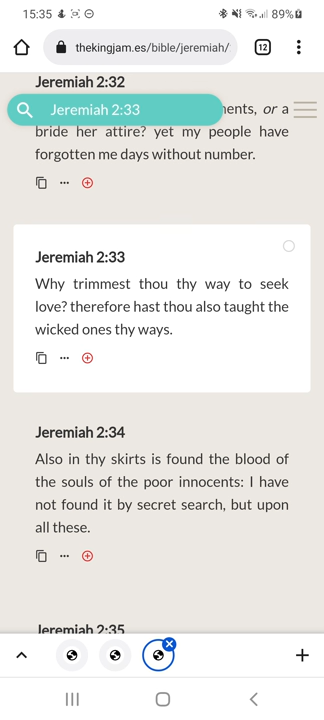 15:35
89%
thekingjam.es/bible/jeremiah/
12
Jeremiah 2:32
Jeremiah 2:33
ents, or a
bride her attire? yet my people have
forgotten me days without number.
Jeremiah 2:33
Why trimmest thou thy way to seek
love? therefore hast thou also taught the
wicked ones thy ways.
Jeremiah 2:34
Also in thy skirts is found the blood of
the souls of the poor innocents: I have
not found it by secret search, but upon
all these.
Jeremiah 2:35